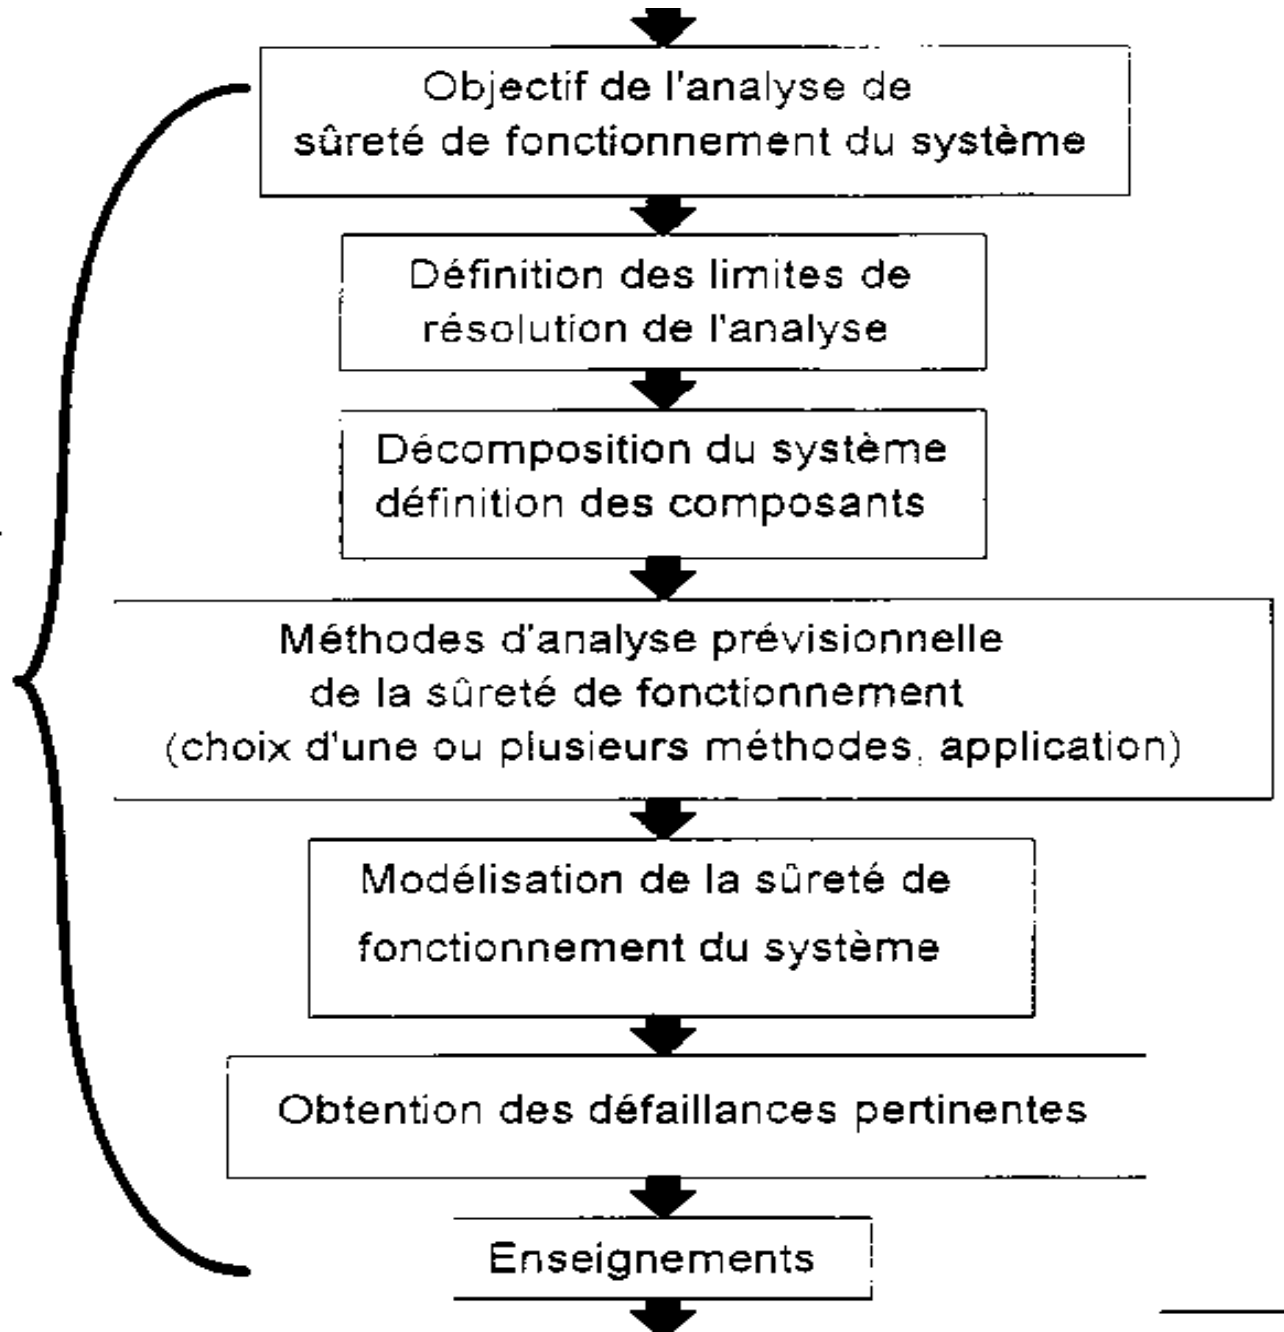 Objectif de l'analyse de
sûreté de fonctionnement du système
Définition des limites de
résolution de l'analyse
Décomposition du système
définition des composants
Méthodes d'analyse prévisionnelle
de la sûreté de fonctionnement
(choix d'une ou plusieurs méthodes, application)
Modélisation de la sûreté de
fonctionnement du système
Obtention des défaillances pertinentes
Enseignements